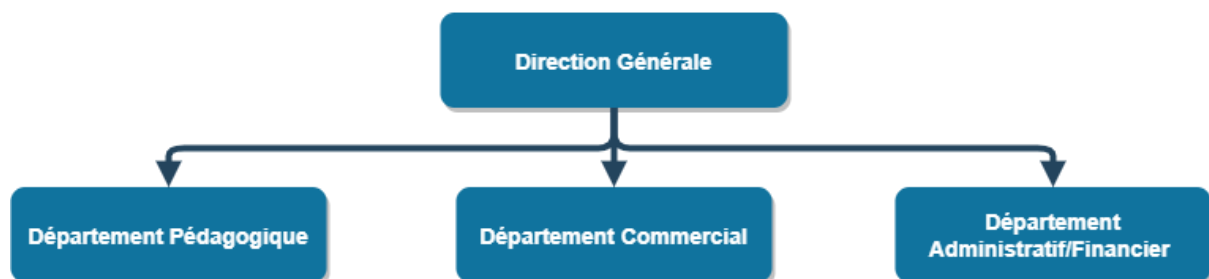 Direction Générale
Département Pédagogique
Département Commercial
Département
Administratif/Financier